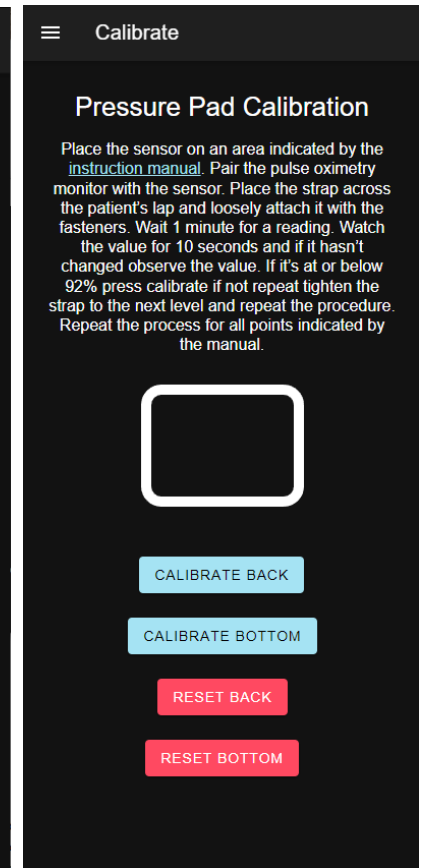 Calibrate
Pressure Pad Calibration
Place the sensor on an area indicated by the
instruction manual. Pair the pulse oximetry
monitor with the sensor. Place the strap across
the patient's lap and loosely attach it with the
fasteners. Wait 1 minute for a reading. Watch
the value for 10 seconds and if it hasn't
changed observe the value. If it's at or below
92% press calibrate if not repeat tighten the
strap to the next level and repeat the procedure.
Repeat the process for all points indicated by
the manual.
CALIBRATE BACK
CALIBRATE BOTTOM
RESET BACK
RESET BOTTOM